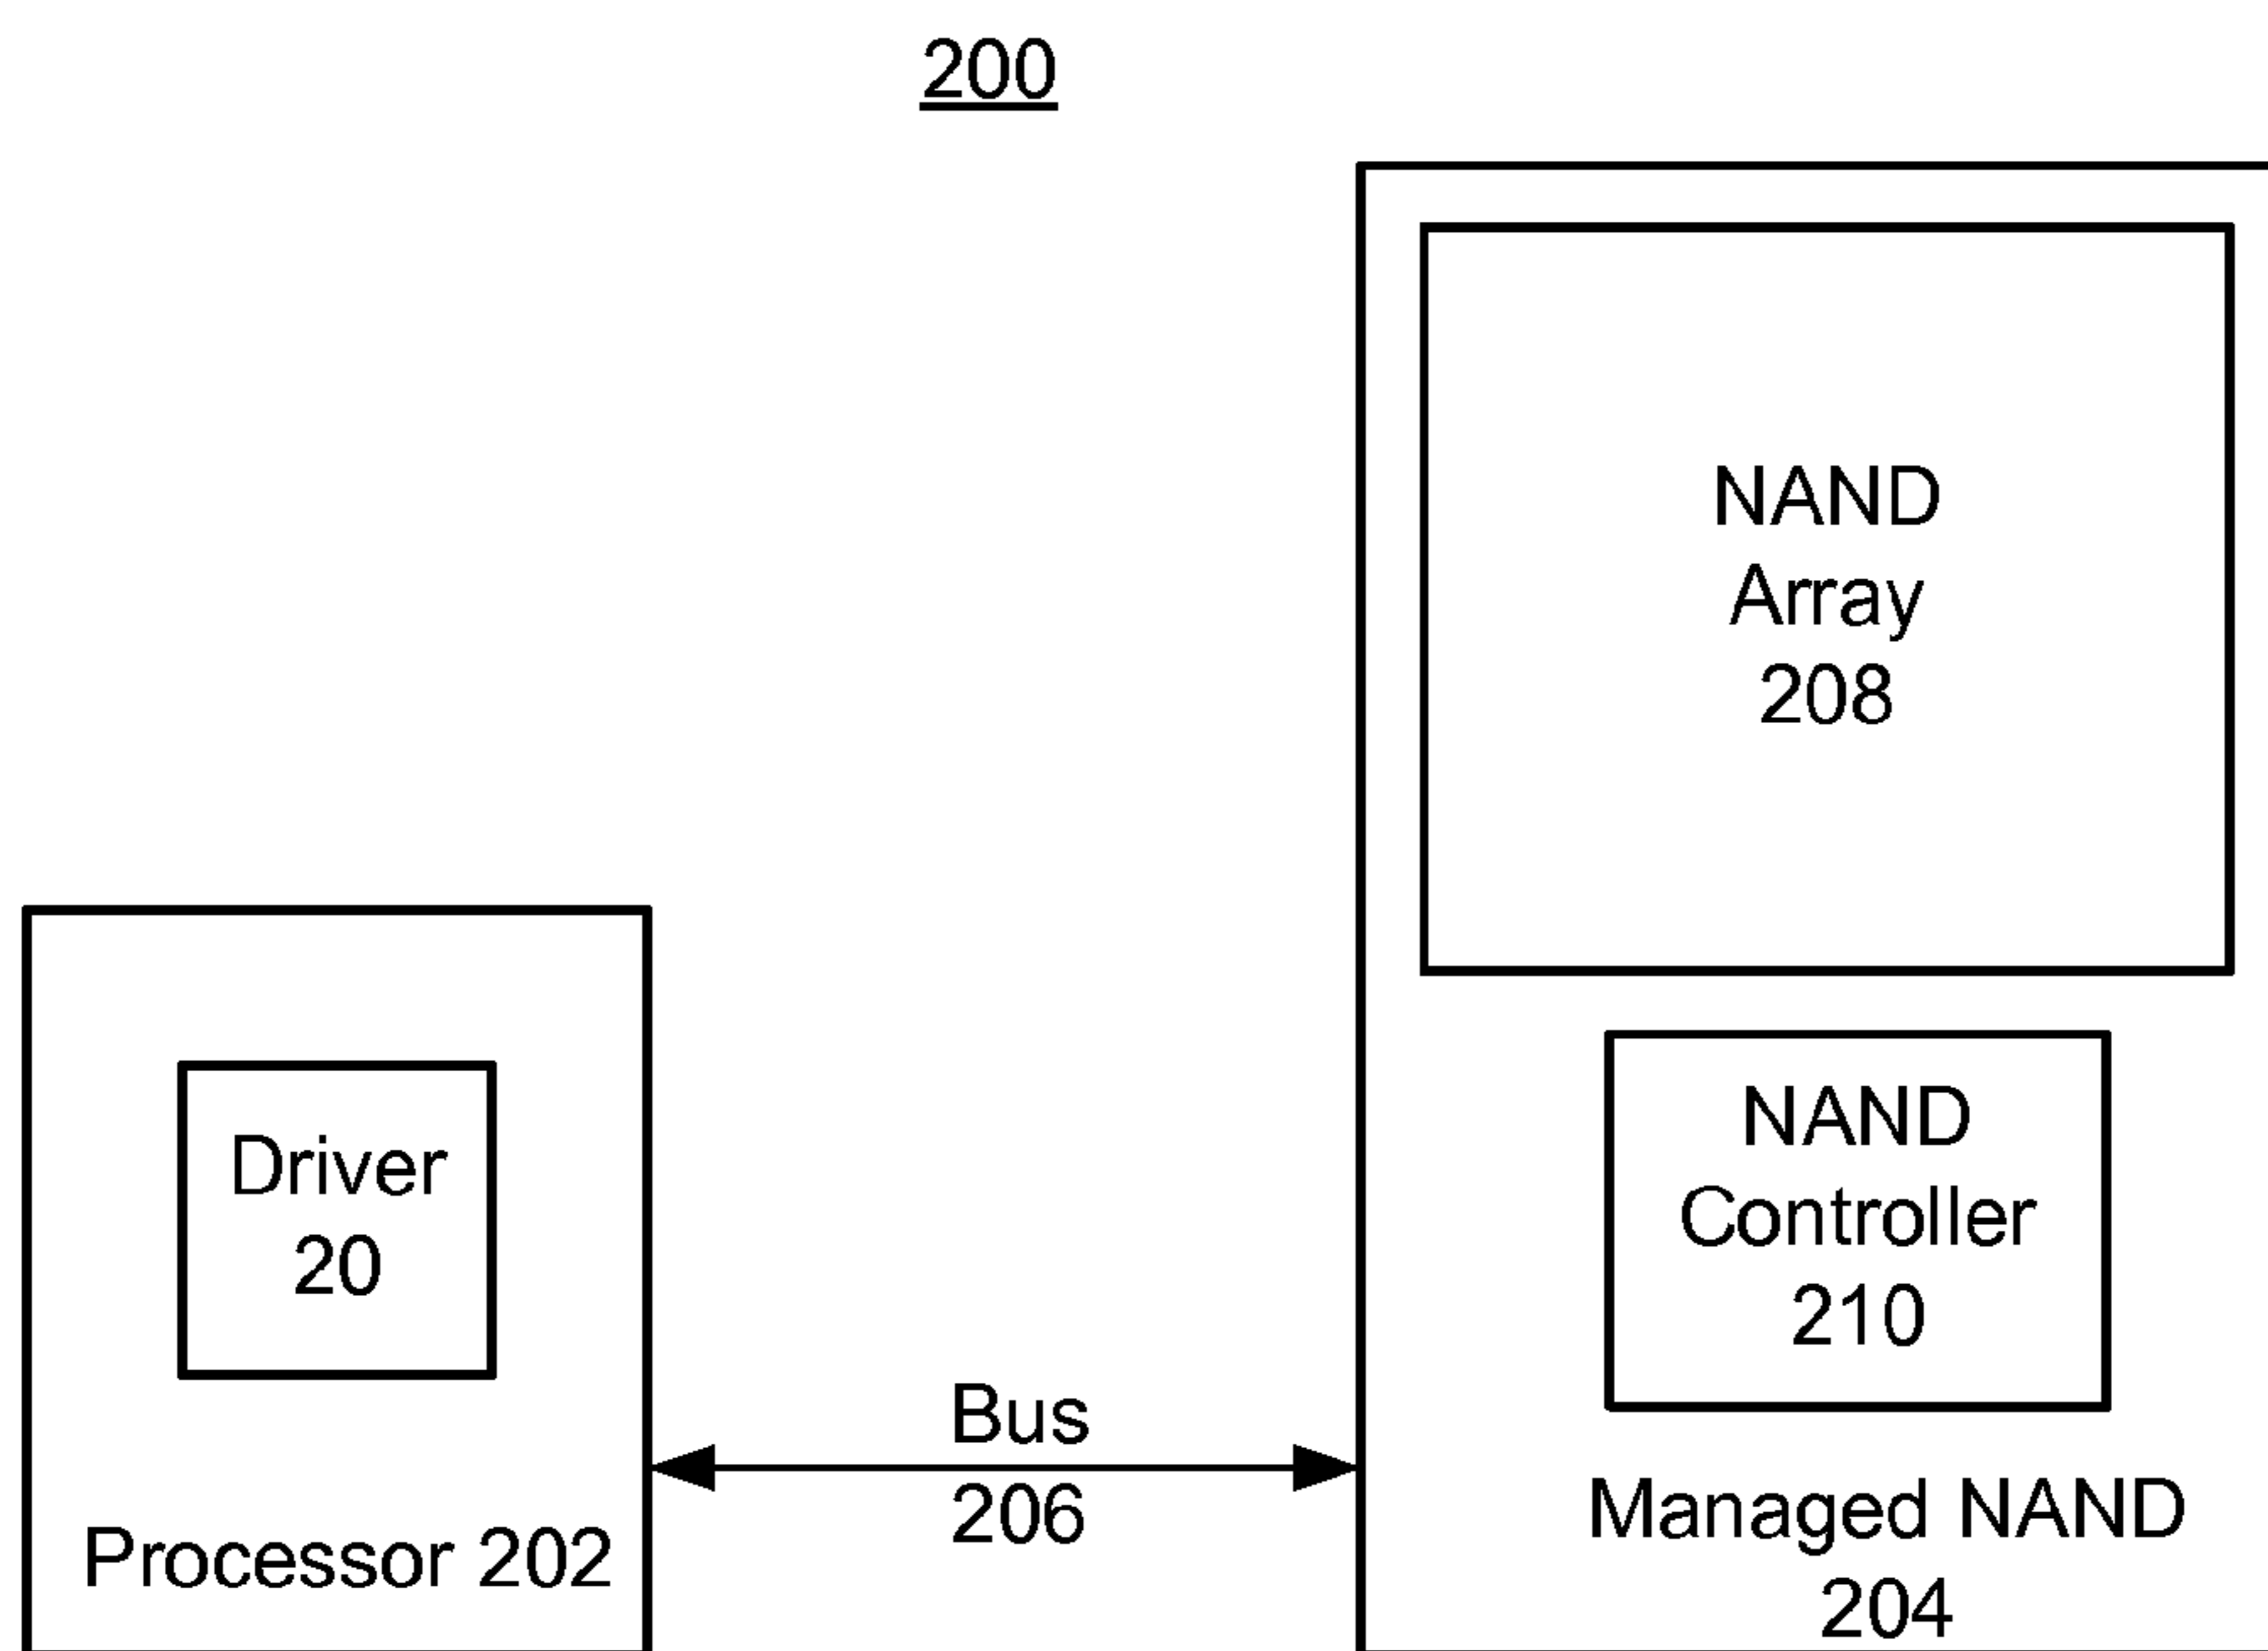 200
NAND
Array
208
NAND
Controller
210
Managed NAND
204
Driver
20
Processor 202
Bus
206